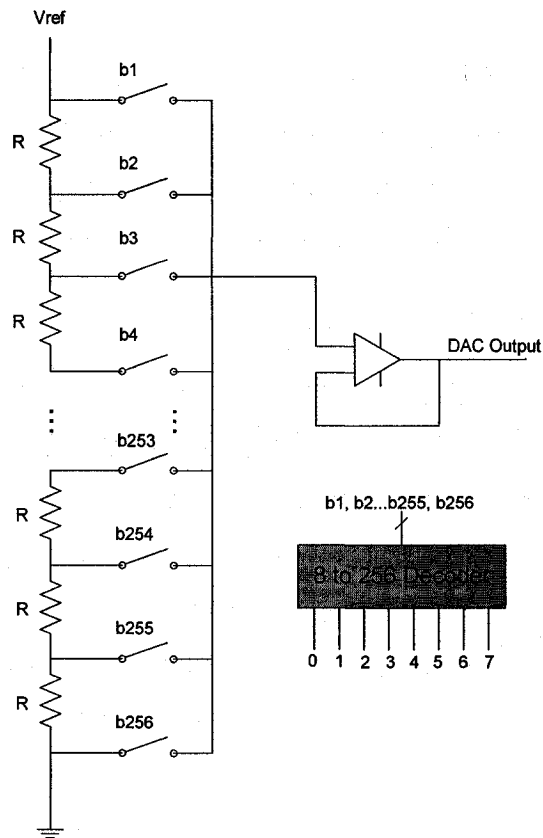 Vref
b1
R
b2
R
b3
R
b4
DAC Output
b253
R
b254
R
b255
R
b256
b1, b2...b255, b256
8 to 256 Decoder
0 1 2 3 4 5 6 7